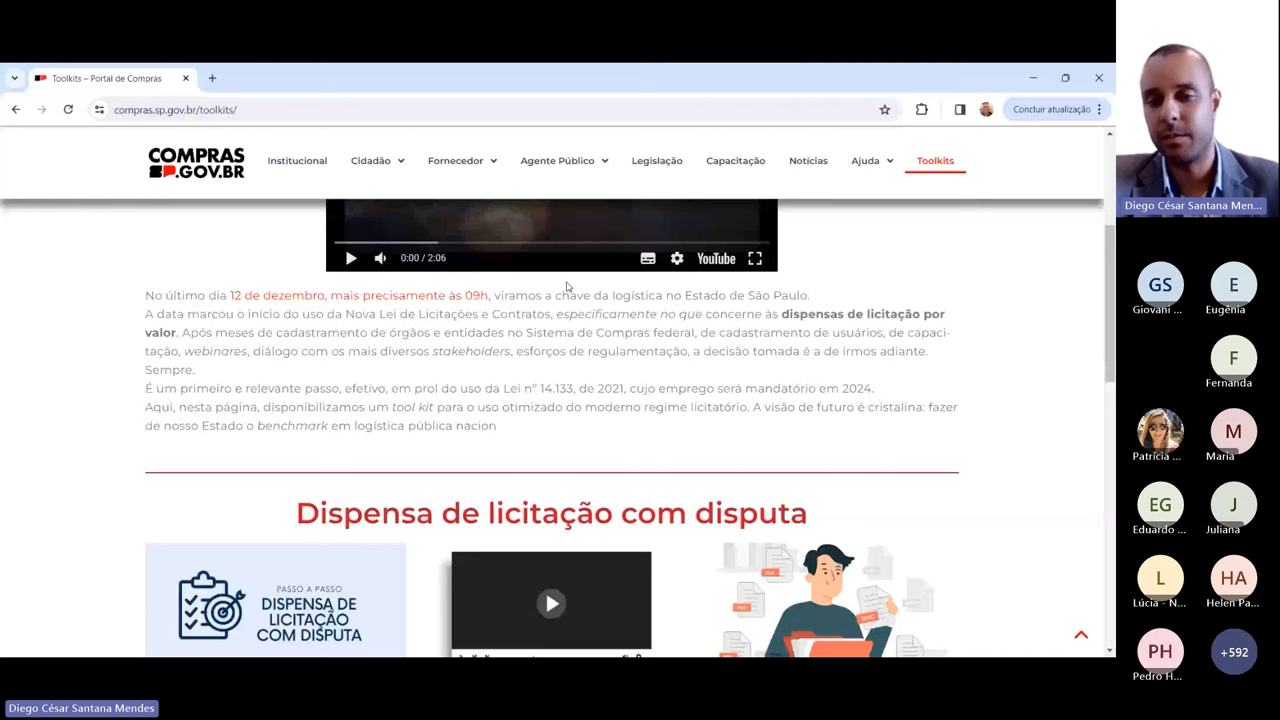 Toolkits – Portal de Compras
compras.sp.gov.br/toolkits/
Concluir atualização
COMPRAS
SP.GOV.BR
Institucional
Cidadão
Fornecedor
Agente Público
Legislação
Capacitação
Notícias
Ajuda
Toolkits
0:00 / 2:06
YouTube
No último dia 12 de dezembro, mais precisamente às 09h, viramos a chave da logística no Estado de São Paulo.
A data marcou o início do uso da Nova Lei de Licitações e Contratos, especificamente no que concerne às dispensas de licitação por
valor. Após meses de cadastramento de órgãos e entidades no Sistema de Compras federal, de cadastramento de usuários, de capaci-
tação, webinares, diálogo com os mais diversos stakeholders, esforços de regulamentação, a decisão tomada é a de irmos adiante.
Sempre.
É um primeiro e relevante passo, efetivo, em prol do uso da Lei nº 14.133, de 2021, cujo emprego será mandatório em 2024.
Aqui, nesta página, disponibilizamos um tool kit para o uso otimizado do moderno regime licitatório. A visão de futuro é cristalina: fazer
de nosso Estado o benchmark em logística pública nacion
Dispensa de licitação com disputa
PASSO A PASSO
DISPENSA DE
LICITAÇÃO
COM DISPUTA
DOC
Diego César Santana Men...
GS
Giovani ...
E
Eugênia
F
Fernanda
Patrícia ...
M
Maria
EG
Eduardo ...
J
Juliana
L
Lúcia - N...
HA
Helen Pa...
PH
Pedro H...
+592
Diego César Santana Mendes